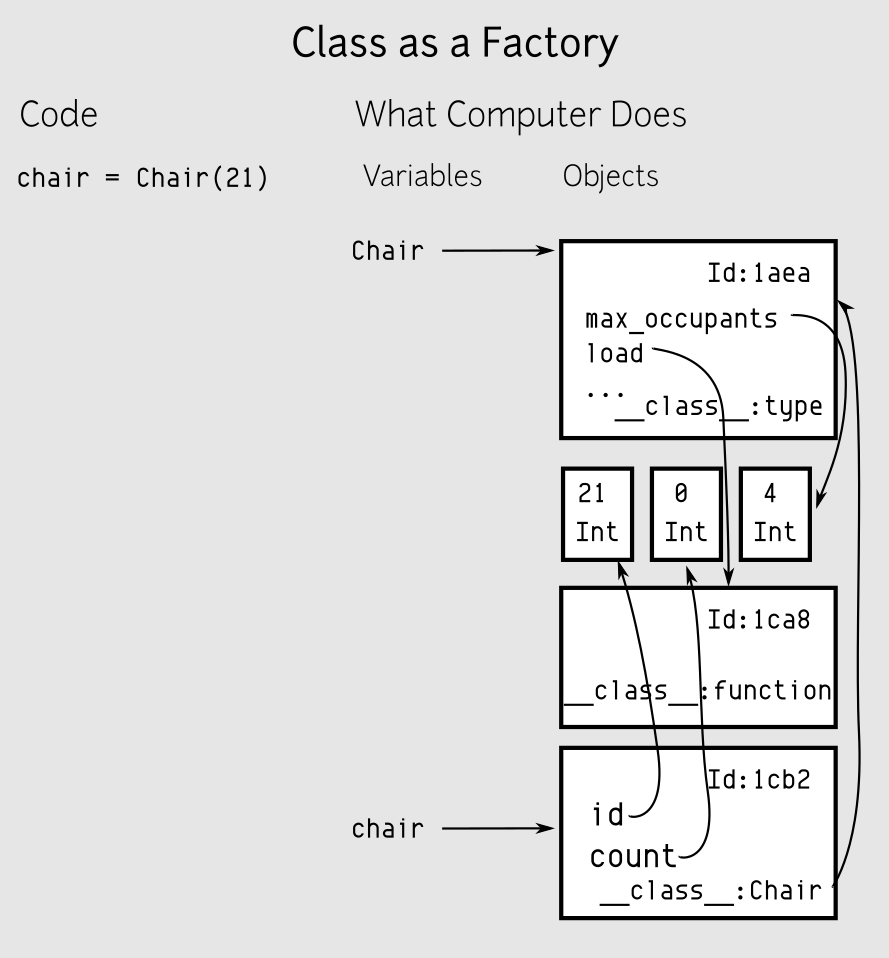 Class as a Factory
Code
What Computer Does
chair = Chair(21)
Variables
Objects
Chair
Id:1aea
max_occupants
load
...
__class__:type
21
Int
0
Int
4
Int
Id:1ca8
__class__:function
Id:1cb2
id
chair
count
__class__:Chair